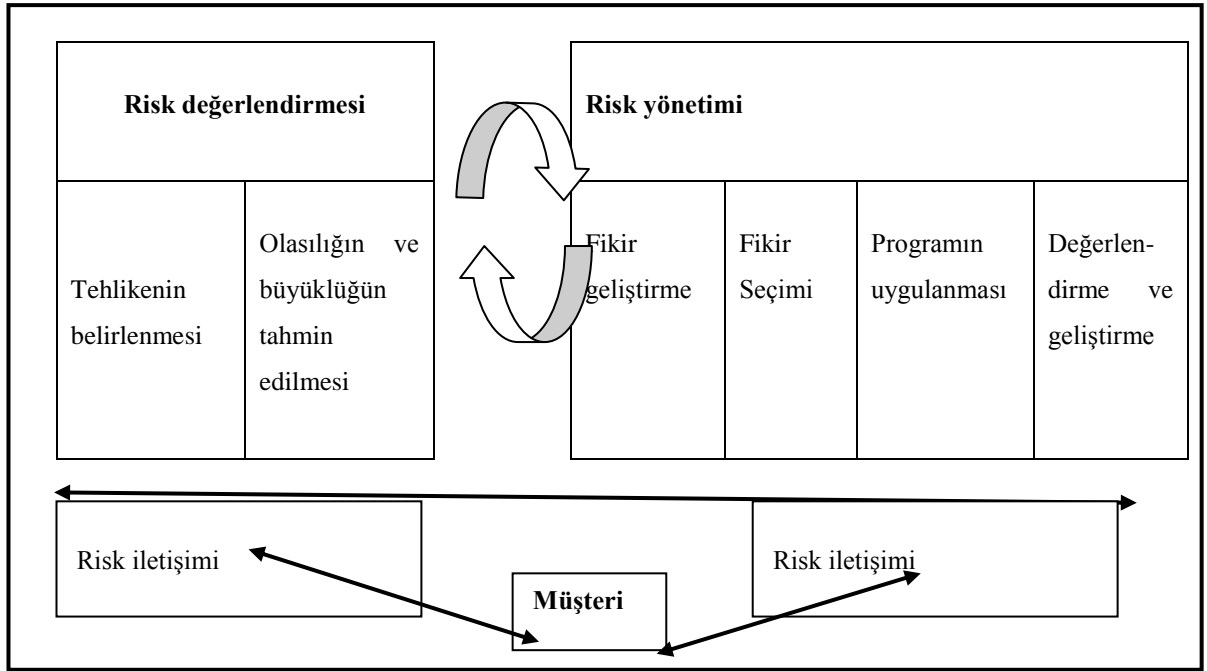 Risk değerlendirmesi
Tehlikenin
belirlenmesi
Olasılığın ve
büyüklüğün
tahmin
edilmesi
Risk yönetimi
Fikir
geliştirme
Fikir
Seçimi
Programın
uygulanması
Değerlen-
dirme ve
geliştirme
Risk iletişimi
Müşteri
Risk iletişimi